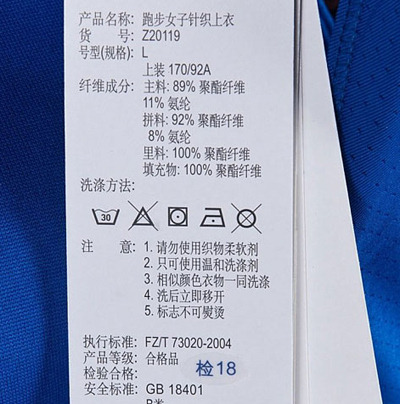 产品名称: 跑步女子针织上衣
货 号: Z20119
号型(规格): L
上装 170/92A
纤维成分: 主料: 89% 聚酯纤维
11% 氨纶
拼料: 92% 聚酯纤维
8% 氨纶
里料: 100% 聚酯纤维
填充物: 100% 聚酯纤维
洗涤方法:
30
注 意: 1. 请勿使用织物柔软剂
2. 只可使用温和洗涤剂
3. 相似颜色衣物一同洗涤
4. 洗后立即移开
5. 标志不可熨烫
执行标准: FZ/T 73020-2004
产品等级: 合格品
检验合格: 检18
安全标准: GB 18401
B类